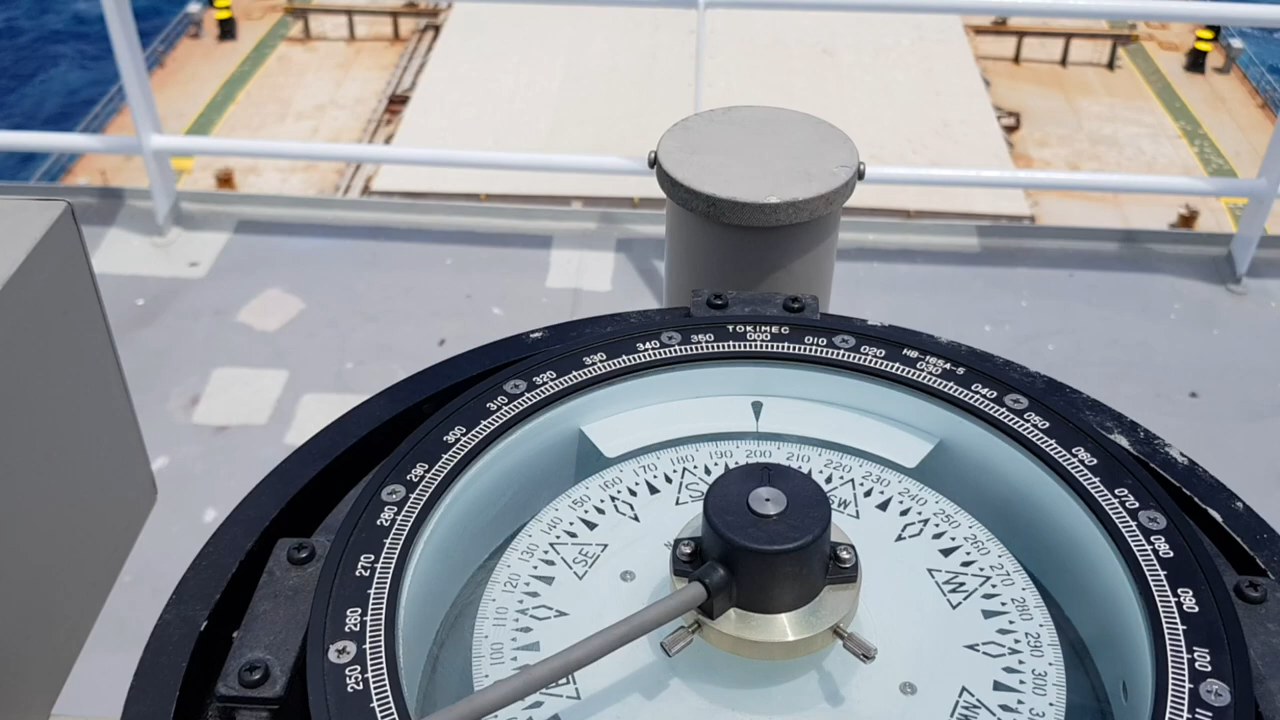 TOKIMEC
HB-165A-5
250 260 270 280 290 300 310 320 330 340 350 000 010 020 030 040 050 060 070 080 090 100
100 110 120 130 140 150 160 170 180 190 200 210 220 230 240 250 260 270 280 290 300
SE S SW W NW
N